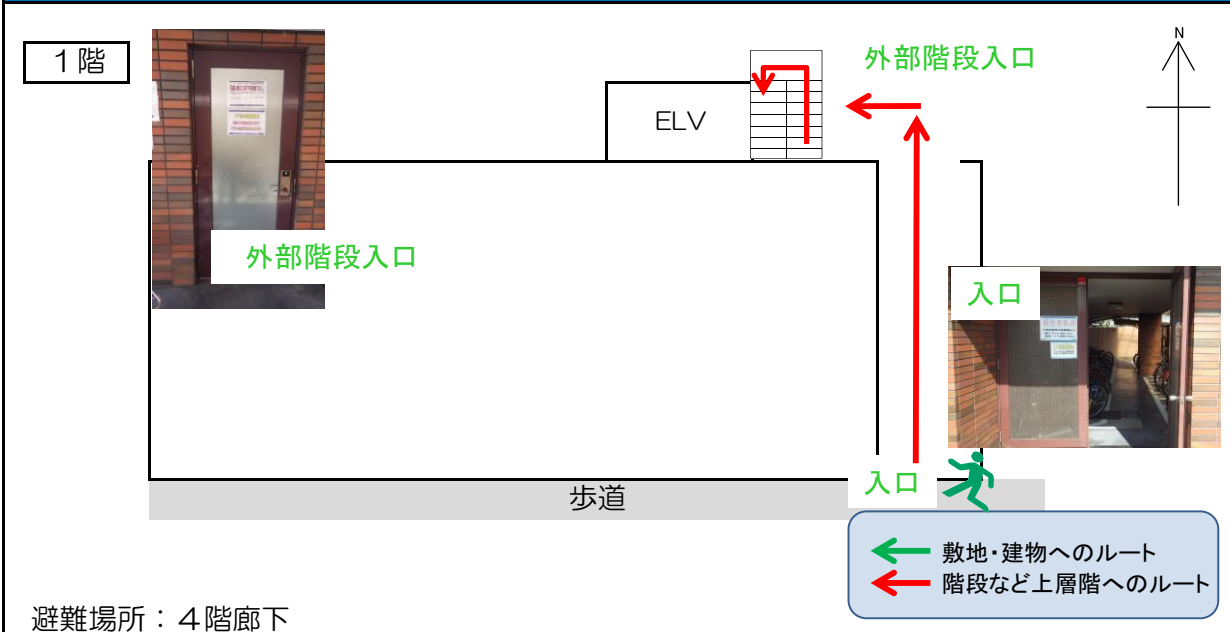 1階
N
外部階段入口
ELV
外部階段入口
入口
入口
歩道
敷地・建物へのルート
階段など上層階へのルート
避難場所：４階廊下